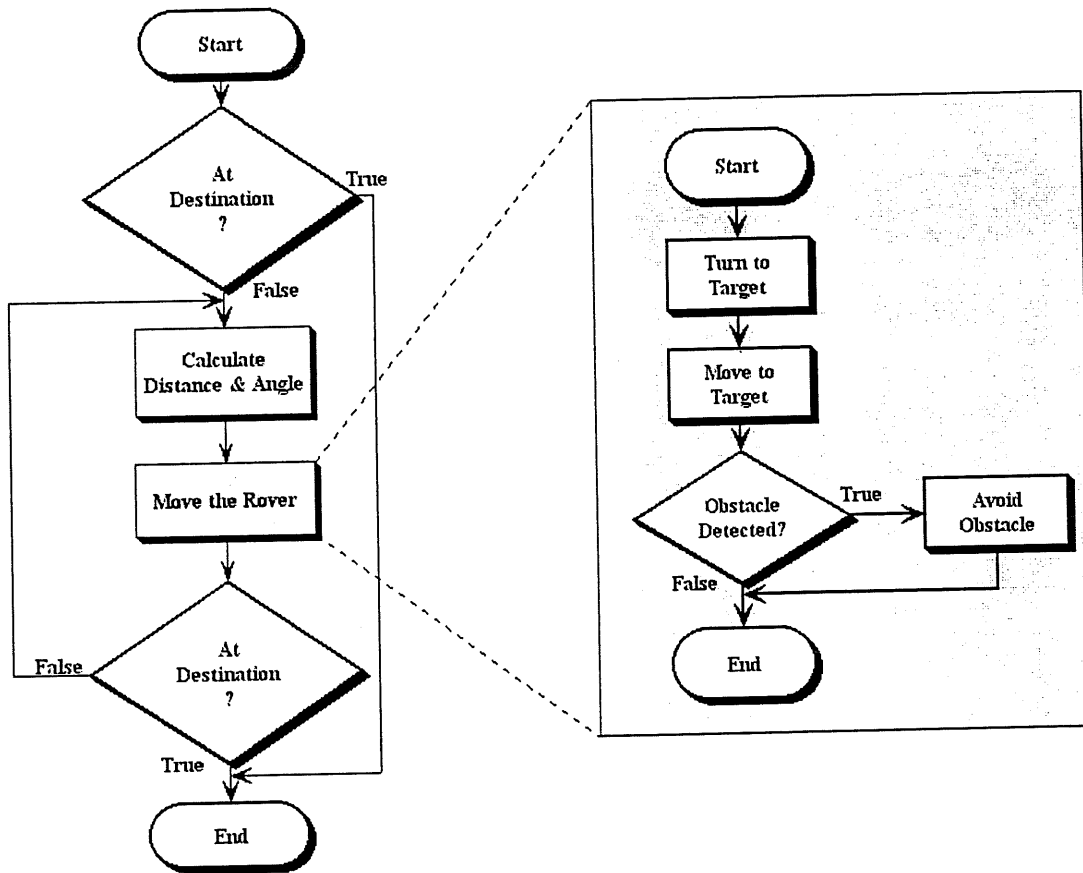 Start
At
Destination
?
True
False
Calculate
Distance & Angle
Move the Rover
At
Destination
?
False
True
End
Start
Turn to
Target
Move to
Target
Obstacle
Detected?
True
Avoid
Obstacle
False
End